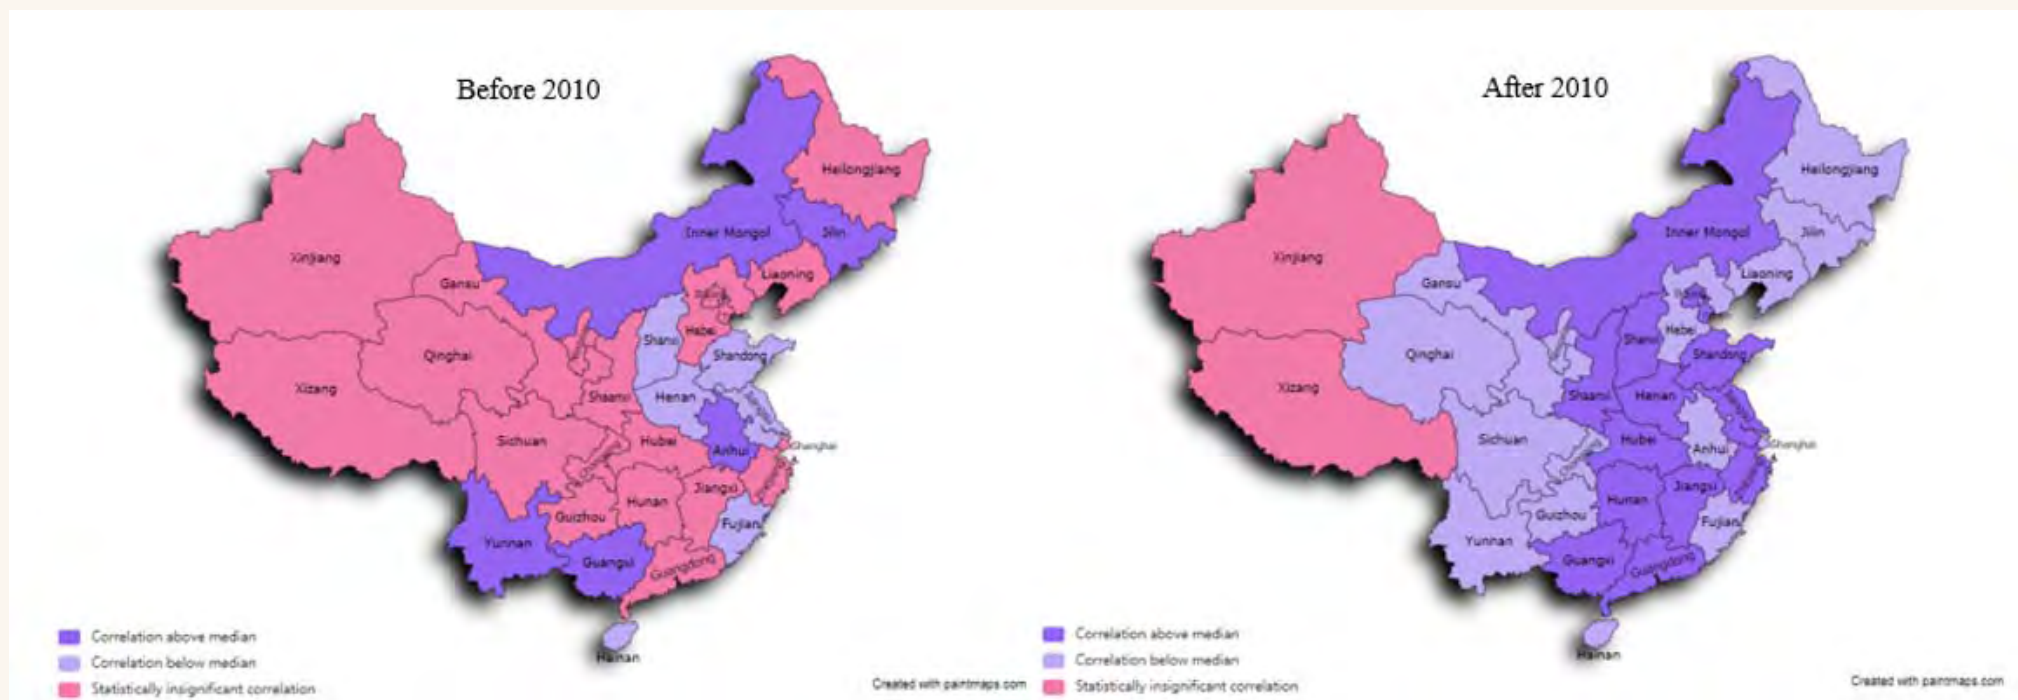 Before 2010
Heilongjiang
Inner Mongol
Jilin
Xinjiang
Liaoning
Gansu
Hebei
Shanxi
Qinghai
Shandong
Xizang
Shaanxi
Henan
Sichuan
Hubei
Anhui
Shanghai
Hunan
Jiangxi
Guizhou
Fujian
Yunnan
Guangxi
Guangdong
Hainan
Correlation above median
Correlation below median
Statistically insignificant correlation
Created with paintmaps.com
After 2010
Heilongjiang
Inner Mongol
Jilin
Xinjiang
Liaoning
Gansu
Hebei
Shanxi
Qinghai
Shandong
Xizang
Shaanxi
Henan
Sichuan
Hubei
Anhui
Shanghai
Hunan
Jiangxi
Guizhou
Fujian
Yunnan
Guangxi
Guangdong
Hainan
Correlation above median
Correlation below median
Statistically insignificant correlation
Created with paintmaps.com